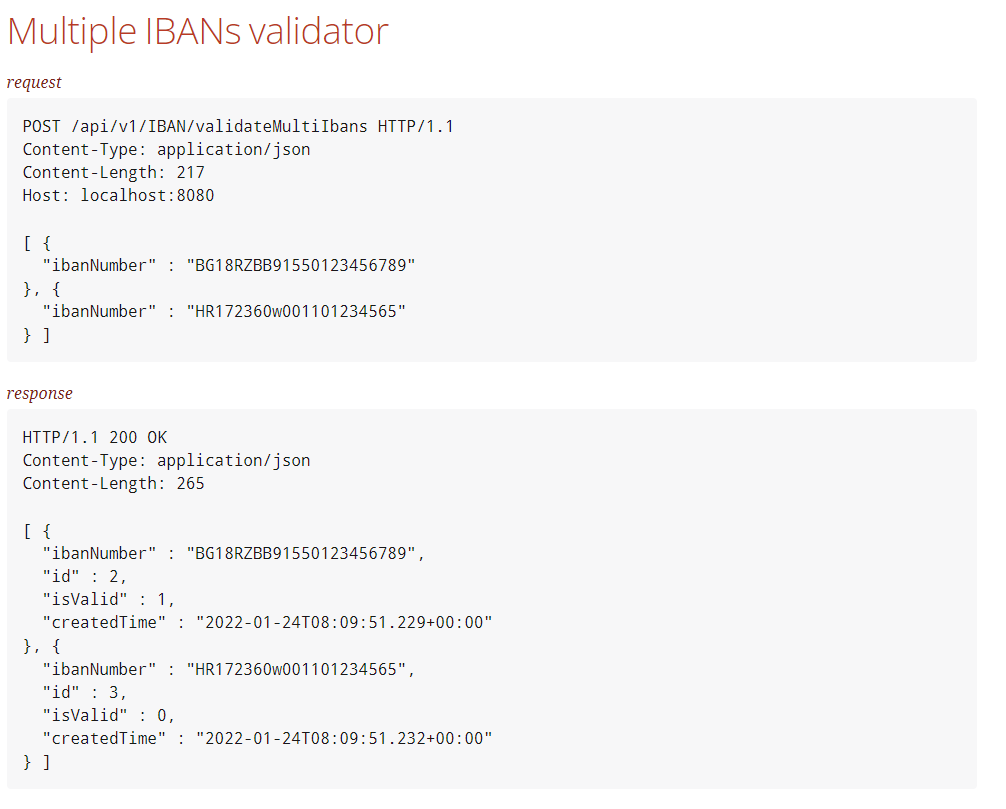 Multiple IBANs validator
request
POST /api/v1/IBAN/validateMultiIbans HTTP/1.1
Content-Type: application/json
Content-Length: 217
Host: localhost:8080
[ {
"ibanNumber" : "BG18RZBB91550123456789"
}, {
"ibanNumber" : "HR172360w001101234565"
} ]
response
HTTP/1.1 200 OK
Content-Type: application/json
Content-Length: 265
[ {
"ibanNumber" : "BG18RZBB91550123456789",
"id" : 2,
"isValid" : 1,
"createdTime" : "2022-01-24T08:09:51.229+00:00"
}, {
"ibanNumber" : "HR172360w001101234565",
"id" : 3,
"isValid" : 0,
"createdTime" : "2022-01-24T08:09:51.232+00:00"
} ]